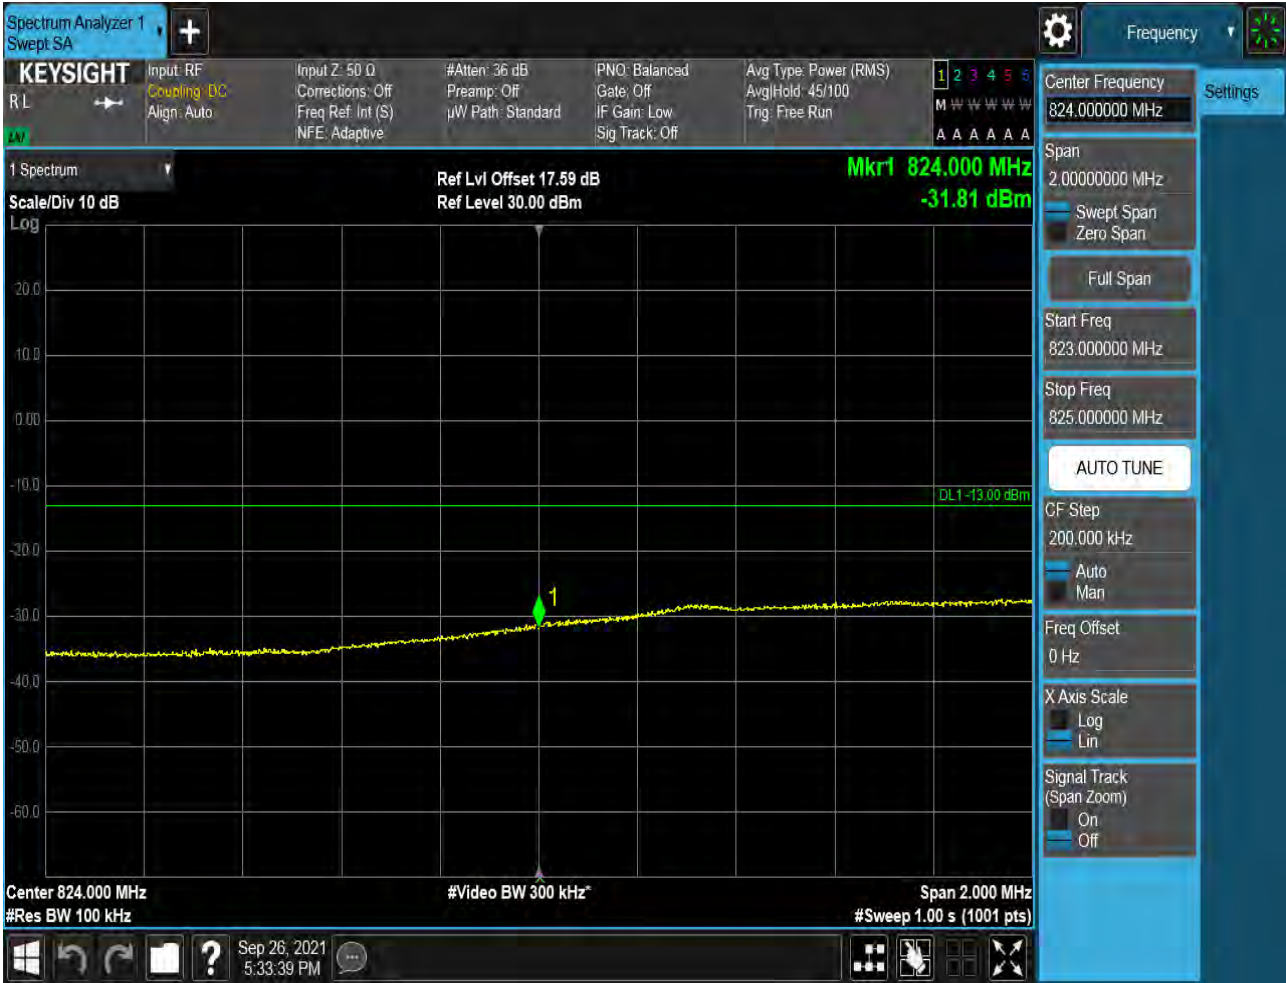 Spectrum Analyzer 1
Swept SA
+
Frequency
KEYSIGHT
RL
Input: RF
Coupling: DC
Align: Auto
Input Z: 50 Ω
Corrections: Off
Freq Ref: Int (S)
NFE: Adaptive
#Atten: 36 dB
Preamp: Off
µW Path: Standard
PNO: Balanced
Gate: Off
IF Gain: Low
Sig Track: Off
Avg Type: Power (RMS)
Avg|Hold: 45/100
Trig: Free Run
1 2 3 4 5 6
M W W W W W
A A A A A A
Center Frequency
824.000000 MHz
Settings
Span
2.00000000 MHz
Swept Span
Zero Span
Full Span
Start Freq
823.000000 MHz
Stop Freq
825.000000 MHz
AUTO TUNE
CF Step
200.000 kHz
Auto
Man
Freq Offset
0 Hz
X Axis Scale
Log
Lin
Signal Track
(Span Zoom)
On
Off
1 Spectrum
Scale/Div 10 dB
Log
Ref Lvl Offset 17.59 dB
Ref Level 30.00 dBm
Mkr1 824.000 MHz
-31.81 dBm
20.0
10.0
0.00
-10.0
DL1 -13.00 dBm
-20.0
1
-30.0
-40.0
-50.0
-60.0
Center 824.000 MHz
#Video BW 300 kHz*
Span 2.000 MHz
#Res BW 100 kHz
#Sweep 1.00 s (1001 pts)
?
Sep 26, 2021
5:33:39 PM